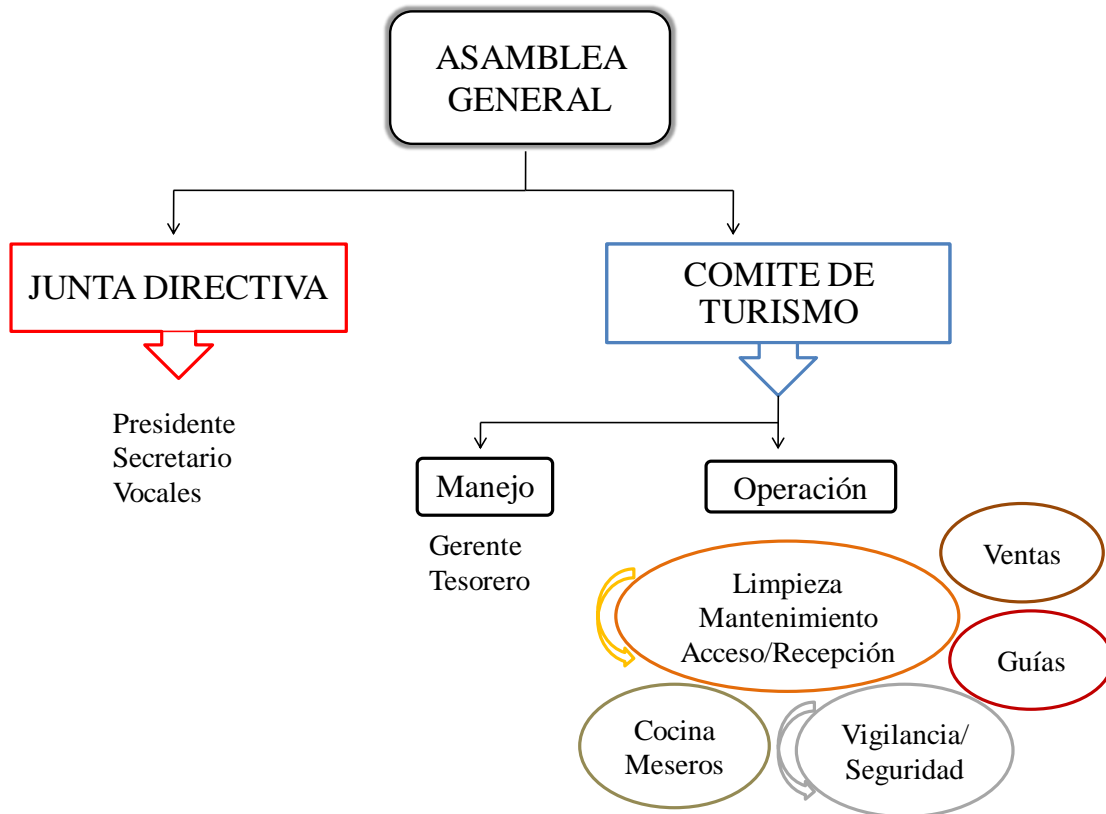 ASAMBLEA
GENERAL
JUNTA DIRECTIVA
COMITE DE
TURISMO
Presidente
Secretario
Vocales
Manejo
Operación
Gerente
Tesorero
Ventas
Limpieza
Mantenimiento
Acceso/Recepción
Guías
Cocina
Meseros
Vigilancia/
Seguridad